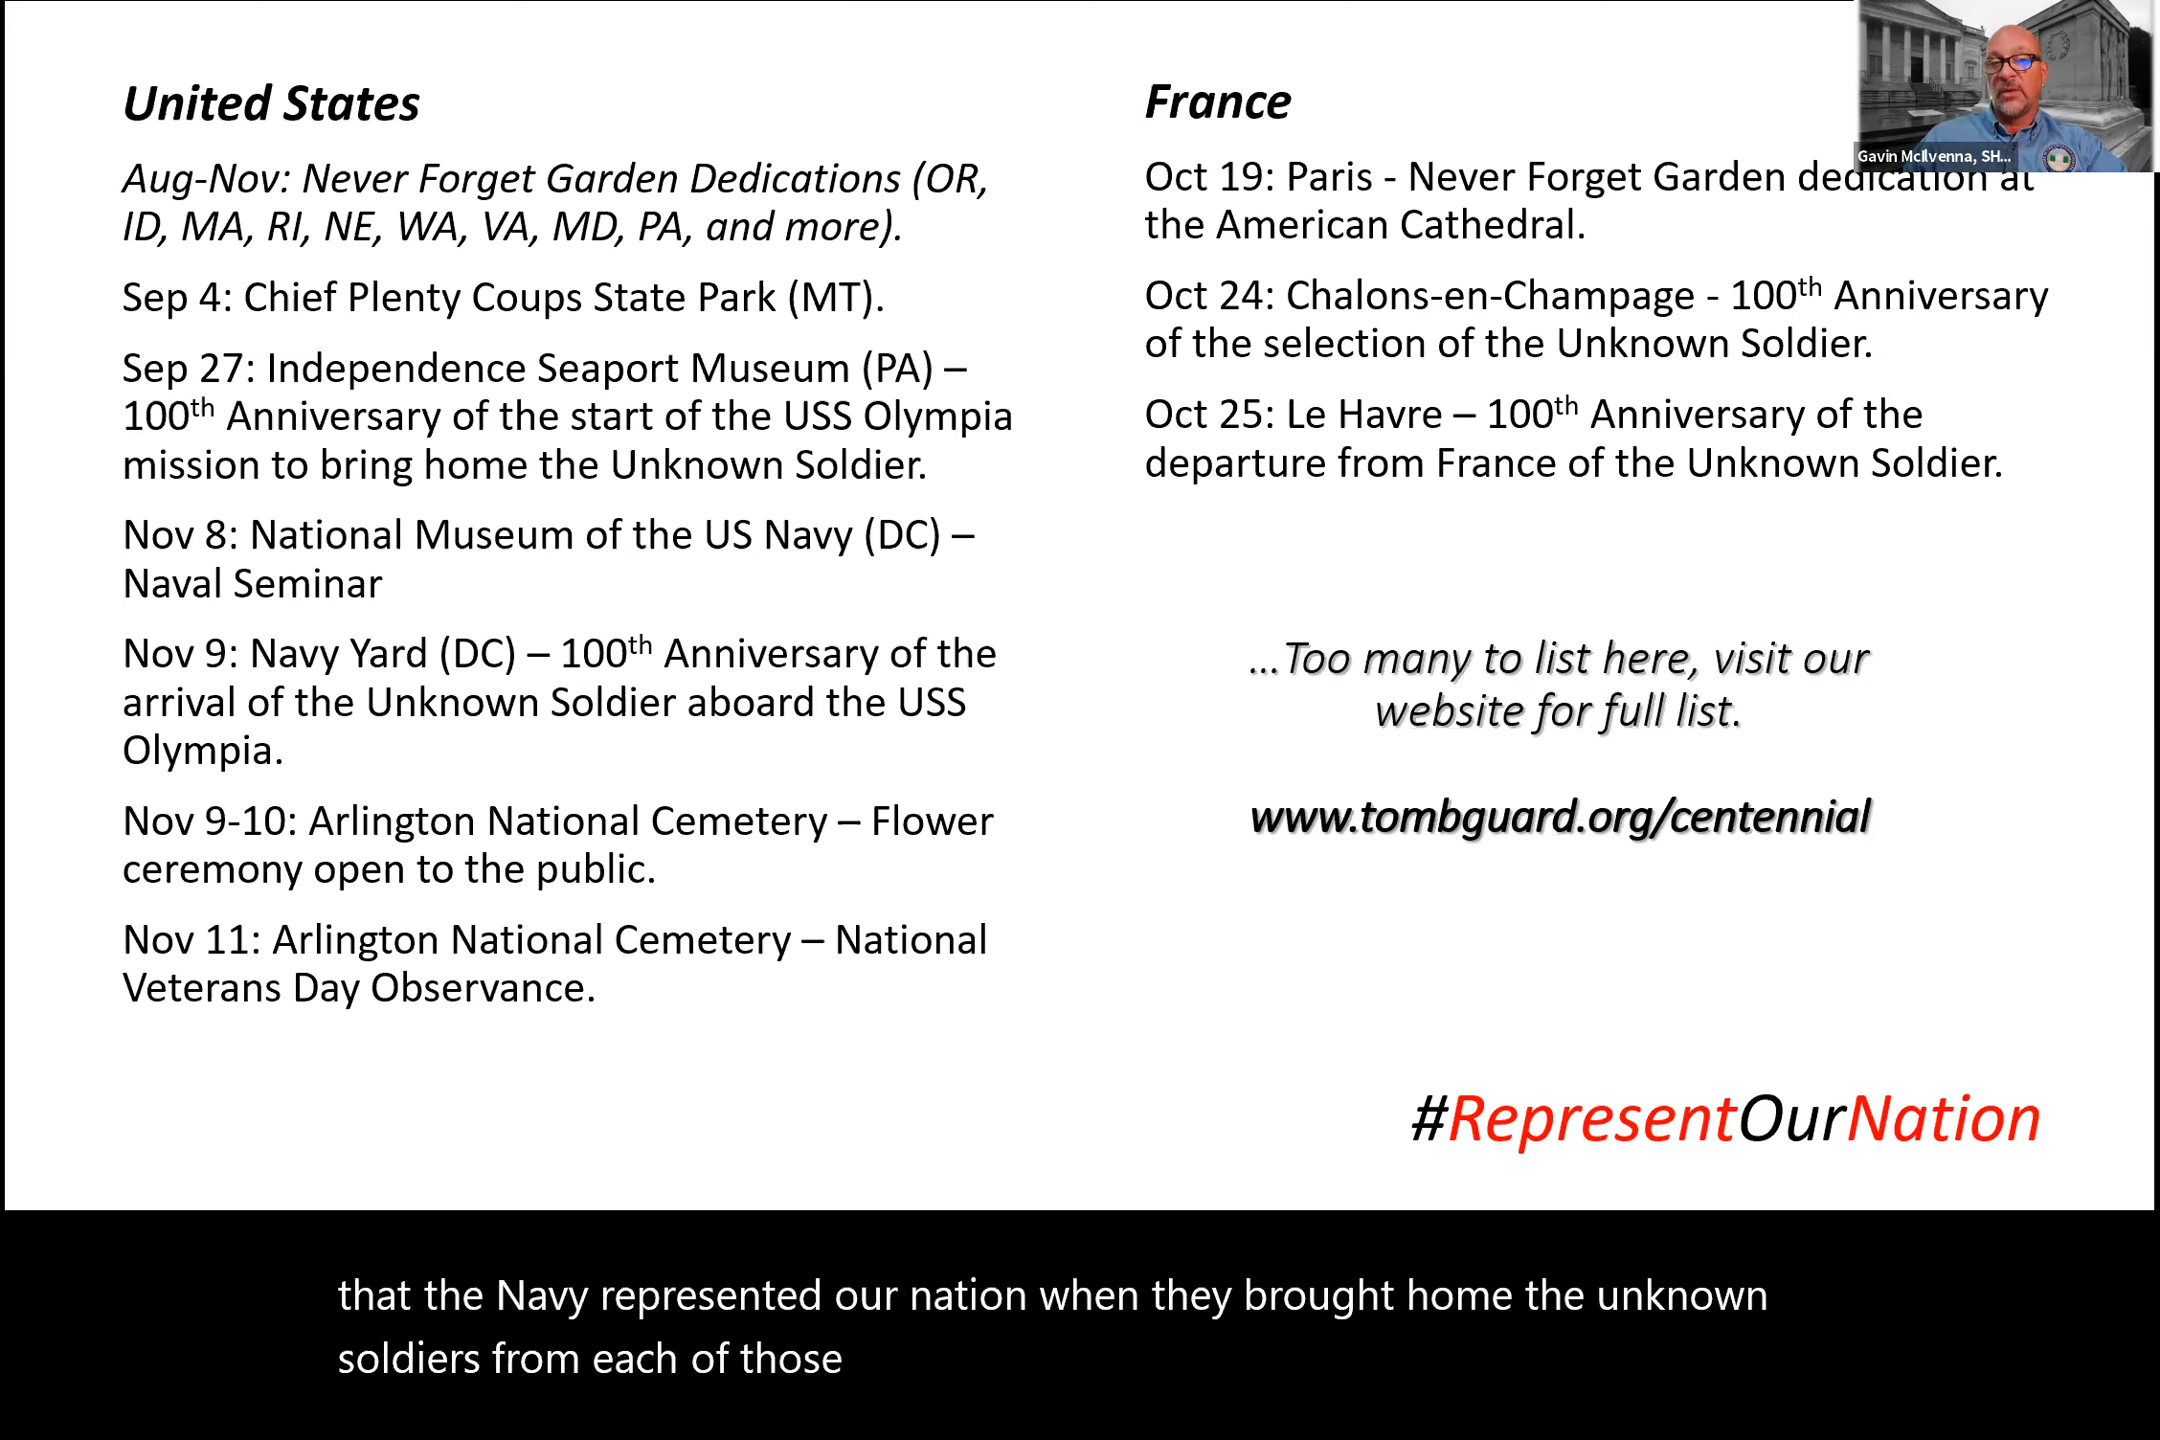 United States
Aug-Nov: Never Forget Garden Dedications (OR,
ID, MA, RI, NE, WA, VA, MD, PA, and more).
Sep 4: Chief Plenty Coups State Park (MT).
Sep 27: Independence Seaport Museum (PA) –
100th Anniversary of the start of the USS Olympia
mission to bring home the Unknown Soldier.
Nov 8: National Museum of the US Navy (DC) –
Naval Seminar
Nov 9: Navy Yard (DC) – 100th Anniversary of the
arrival of the Unknown Soldier aboard the USS
Olympia.
Nov 9-10: Arlington National Cemetery – Flower
ceremony open to the public.
Nov 11: Arlington National Cemetery – National
Veterans Day Observance.
France
Oct 19: Paris - Never Forget Garden dedication at
the American Cathedral.
Oct 24: Chalons-en-Champage - 100th Anniversary
of the selection of the Unknown Soldier.
Oct 25: Le Havre – 100th Anniversary of the
departure from France of the Unknown Soldier.
...Too many to list here, visit our
website for full list.
www.tombguard.org/centennial
#RepresentOurNation
Gavin McIlvenna, SH...
that the Navy represented our nation when they brought home the unknown
soldiers from each of those